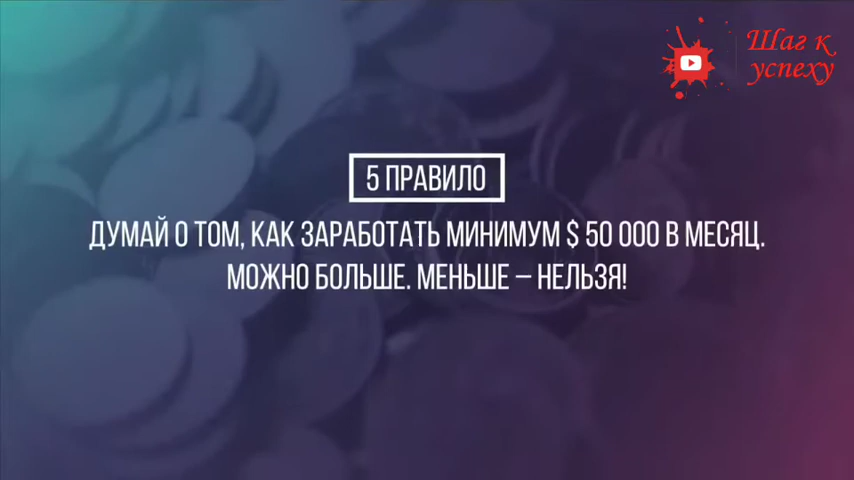 Шаг к
успеху
5 ПРАВИЛО
ДУМАЙ О ТОМ, КАК ЗАРАБОТАТЬ МИНИМУМ $ 50 000 В МЕСЯЦ.
МОЖНО БОЛЬШЕ. МЕНЬШЕ – НЕЛЬЗЯ!